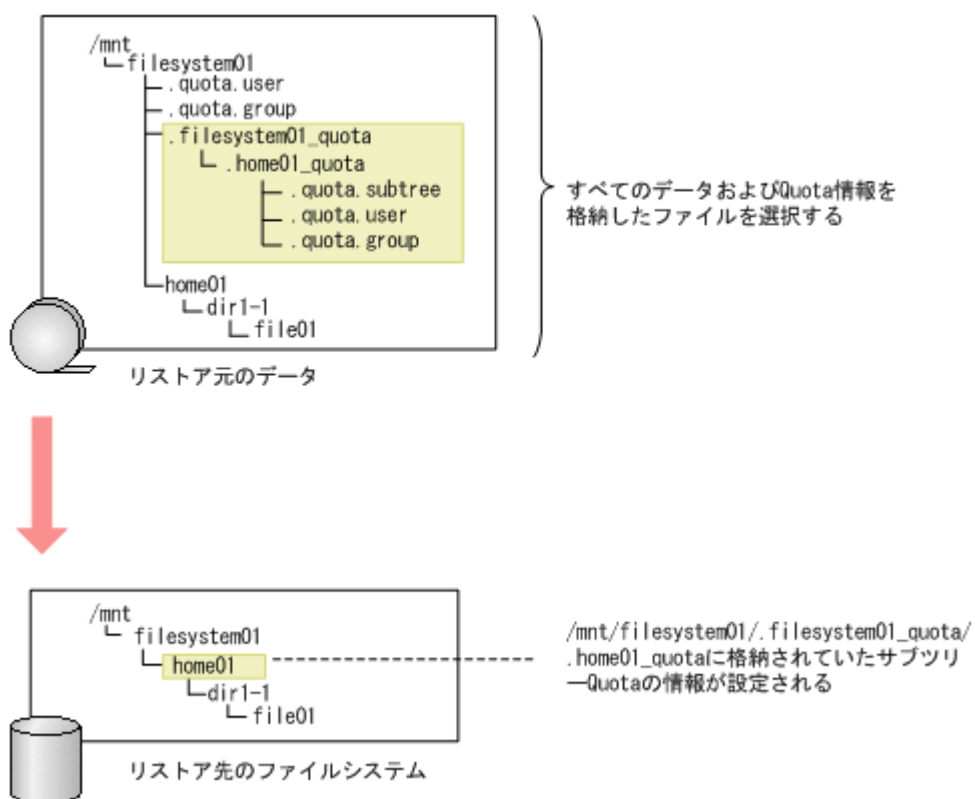 /mnt
filesystem01
.quota.user
.quota.group
.filesystem01_quota
.home01_quota
.quota.subtree
.quota.user
.quota.group
home01
dir1-1
file01
すべてのデータおよびQuota情報を
格納したファイルを選択する
リストア元のデータ
/mnt
filesystem01
home01
dir1-1
file01
/mnt/filesystem01/.filesystem01_quota/
.home01_quotaに格納されていたサブツリ
ーQuotaの情報が設定される
リストア先のファイルシステム